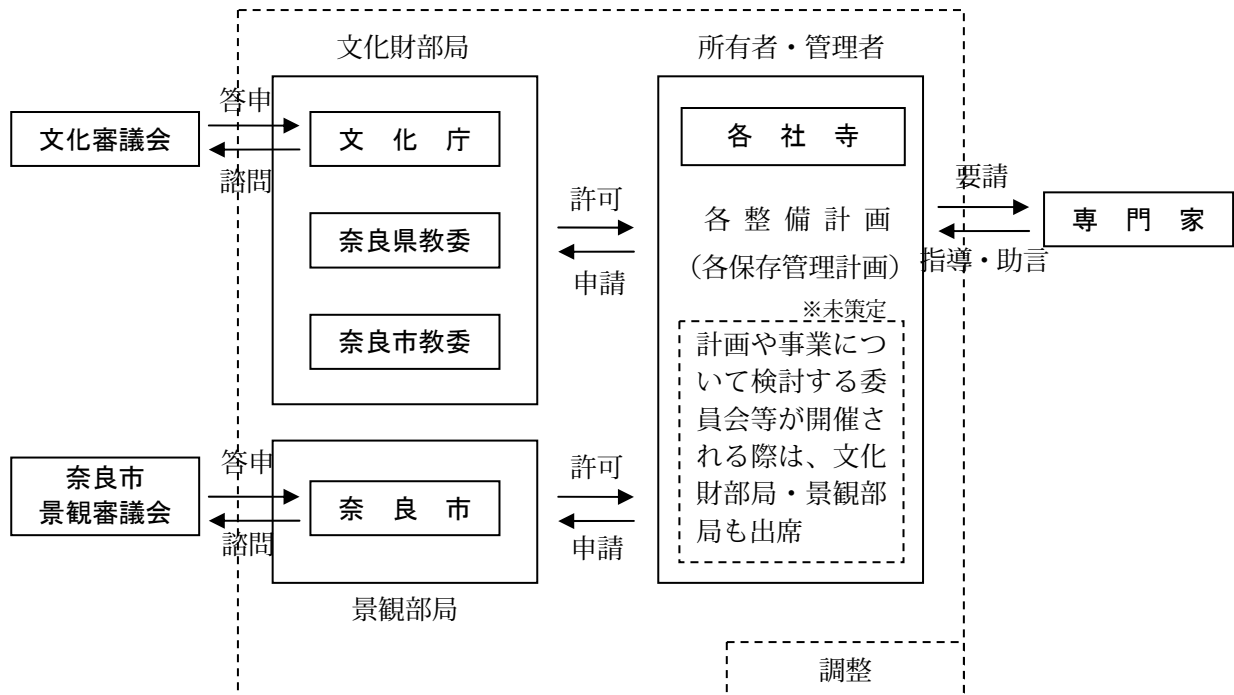 文化財部局
所有者・管理者
答申
文化審議会
諮問
文　化　庁
奈良県教委
奈良市教委
許可
申請
各　社　寺
各 整 備 計 画
（各保存管理計画）
※未策定
計画や事業につ
いて検討する委
員会等が開催さ
れる際は、文化
財部局・景観部
局も出席
要請
専　門　家
指導・助言
答申
奈良市
景観審議会
諮問
奈　良　市
許可
申請
景観部局
調整